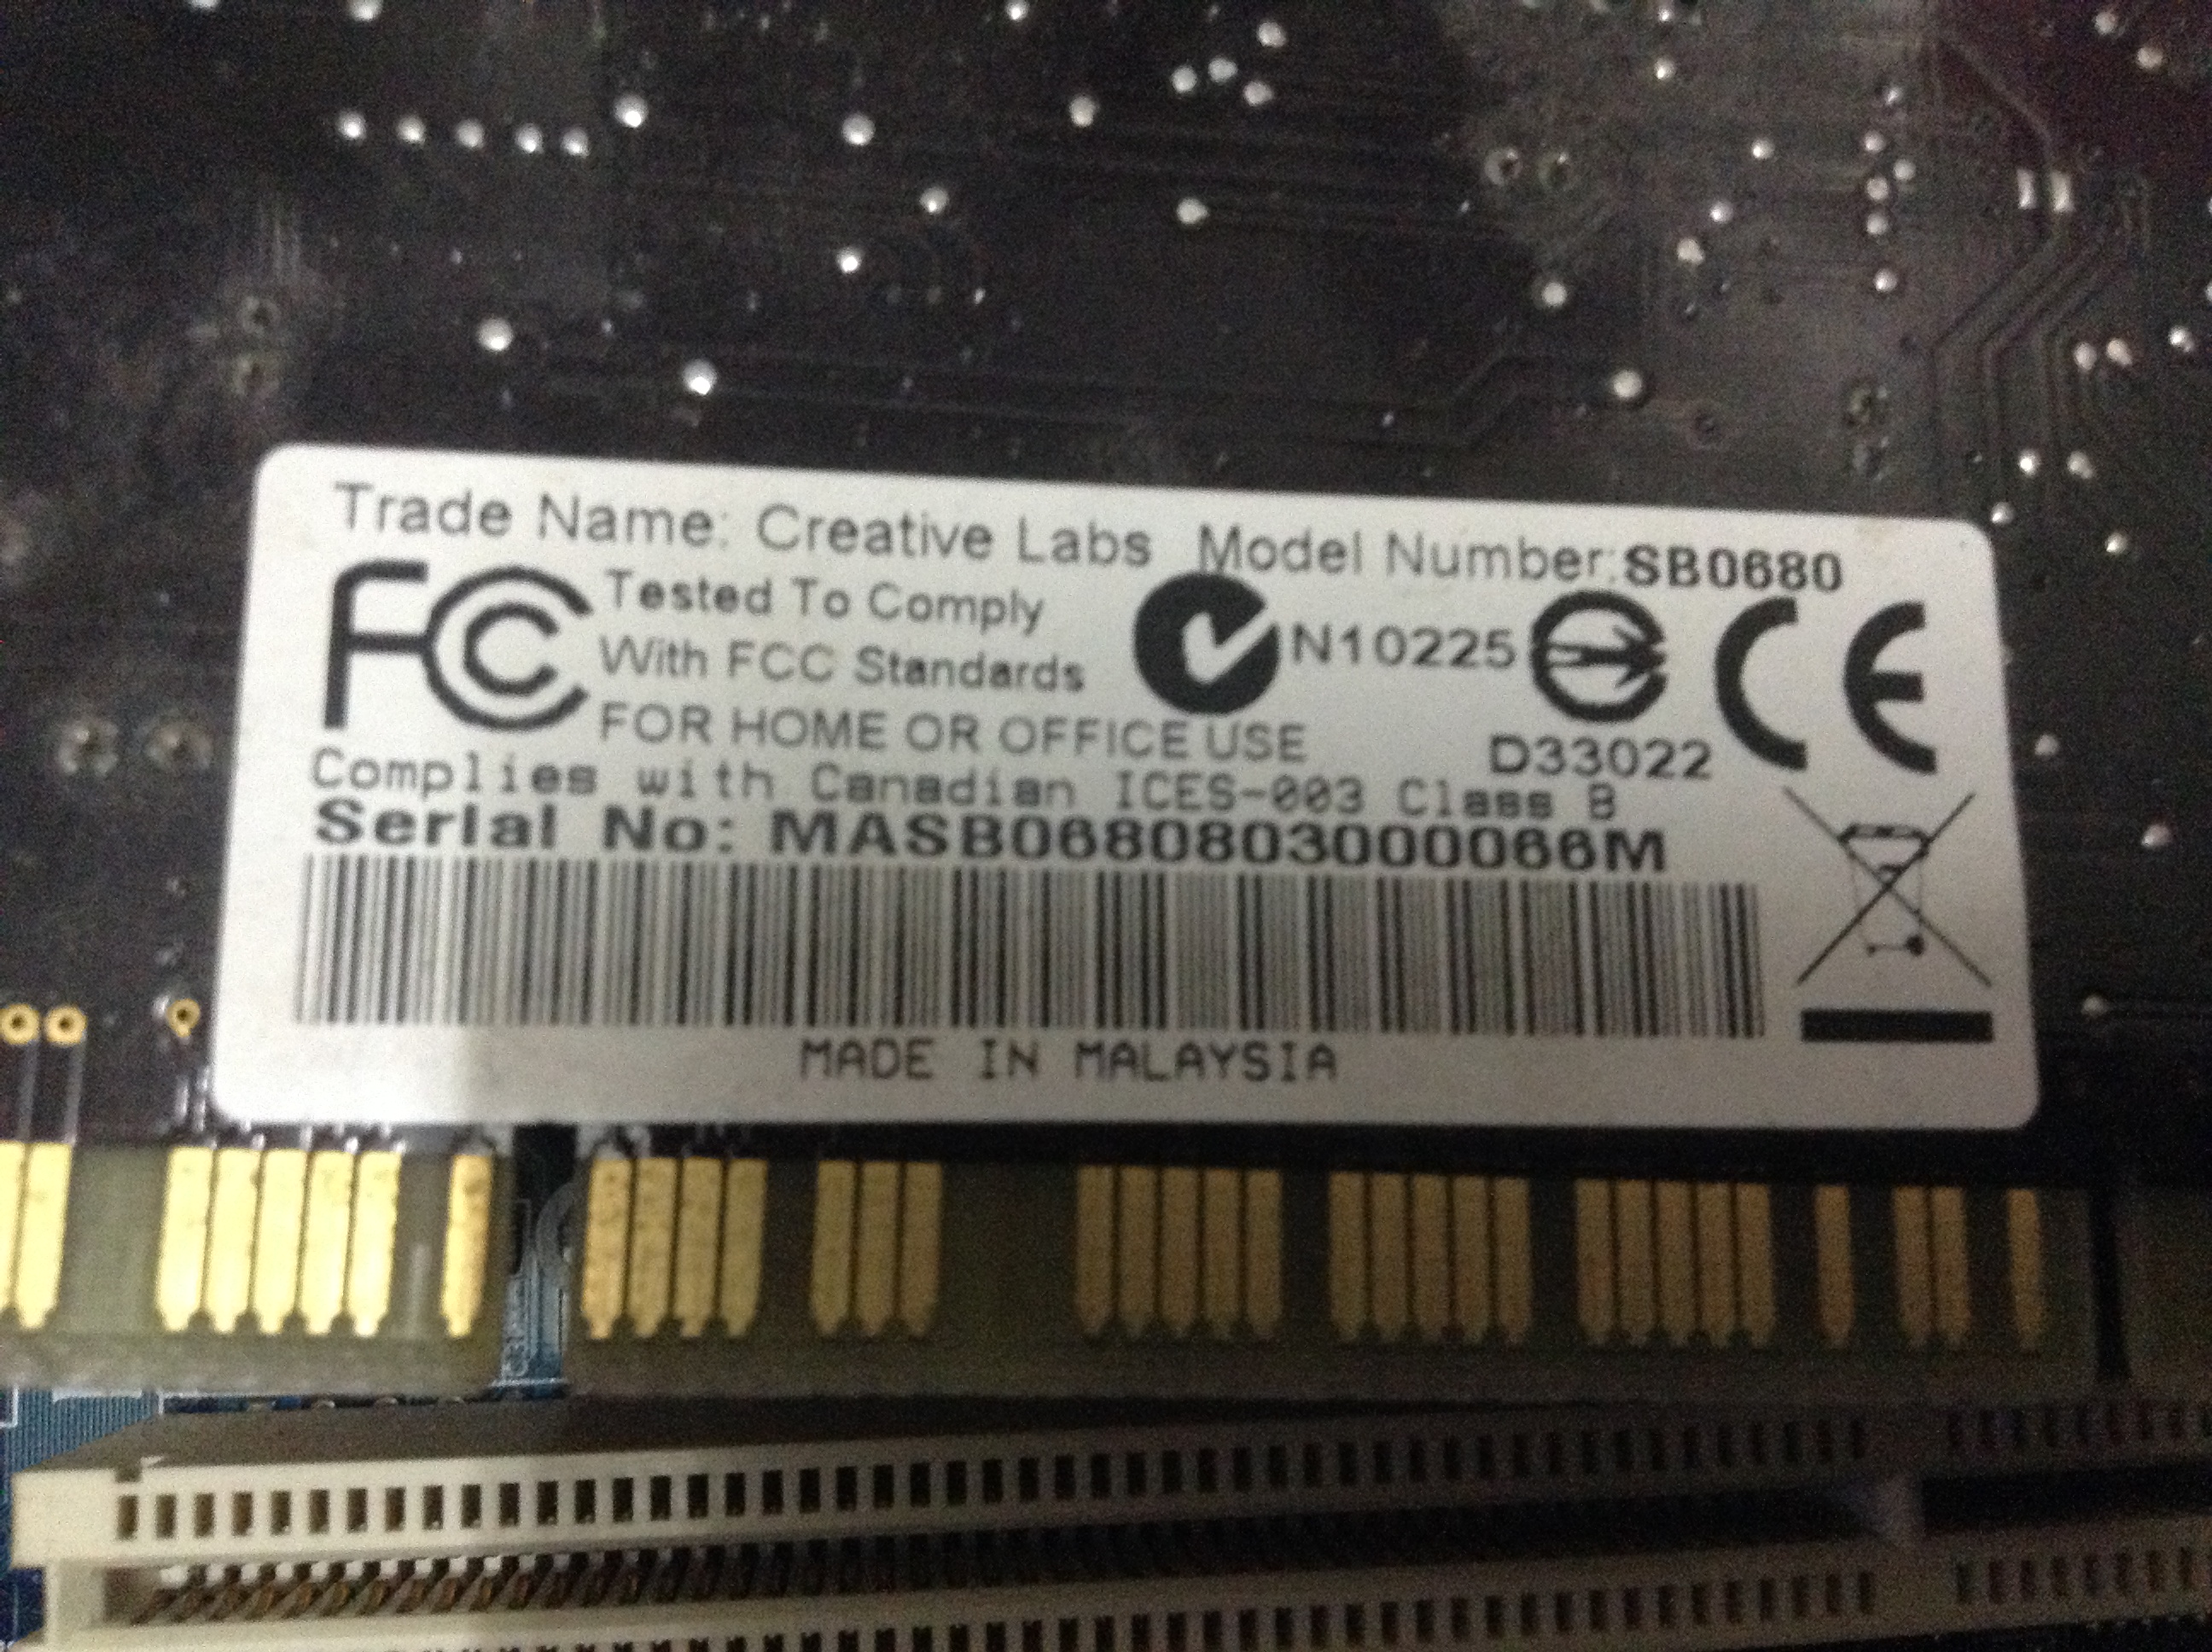 Trade Name: Creative Labs Model Number:SB0680
FC Tested To Comply
With FCC Standards
FOR HOME OR OFFICE USE
N10225
D33022
CE
Complies with Canadian ICES-003 Class B
Serial No: MASB0680803000066M
MADE IN MALAYSIA